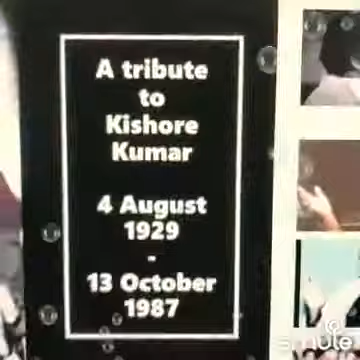 A tribute
to
Kishore
Kumar
4 August
1929
-
13 October
1987
smule